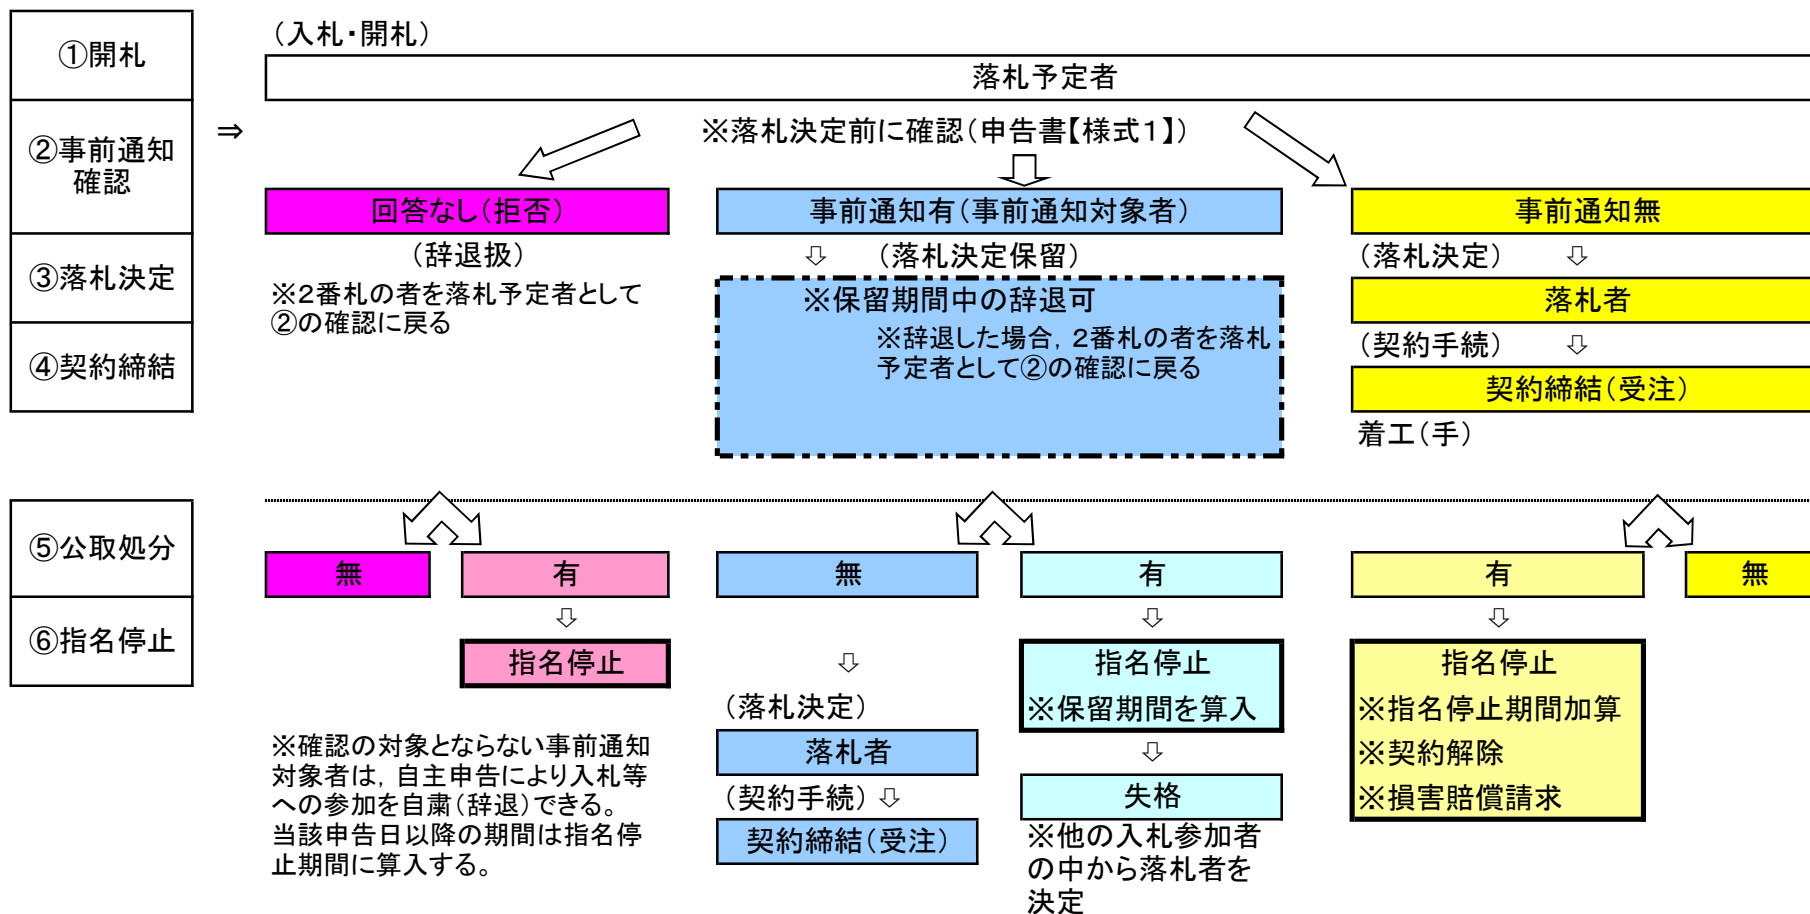 ①開札
②事前通知
確認
③落札決定
④契約締結
⇒
（入札・開札）
落札予定者
※落札決定前に確認（申告書【様式１】）
回答なし（拒否）
（辞退扱）
※２番札の者を落札予定者として
②の確認に戻る
事前通知有（事前通知対象者）
⇩ （落札決定保留）
※保留期間中の辞退可
※辞退した場合，２番札の者を落札
予定者として②の確認に戻る
事前通知無
（落札決定） ⇩
落札者
（契約手続） ⇩
契約締結（受注）
着工（手）
⑤公取処分
⑥指名停止
無
有
⇩
指名停止
※確認の対象とならない事前通知
対象者は，自主申告により入札等
への参加を自粛（辞退）できる。
当該申告日以降の期間は指名停
止期間に算入する。
無
⇩
（落札決定）
落札者
（契約手続） ⇩
契約締結（受注）
有
⇩
指名停止
※保留期間を算入
⇩
失格
※他の入札参加者
の中から落札者を
決定
有
⇩
指名停止
※指名停止期間加算
※契約解除
※損害賠償請求
無